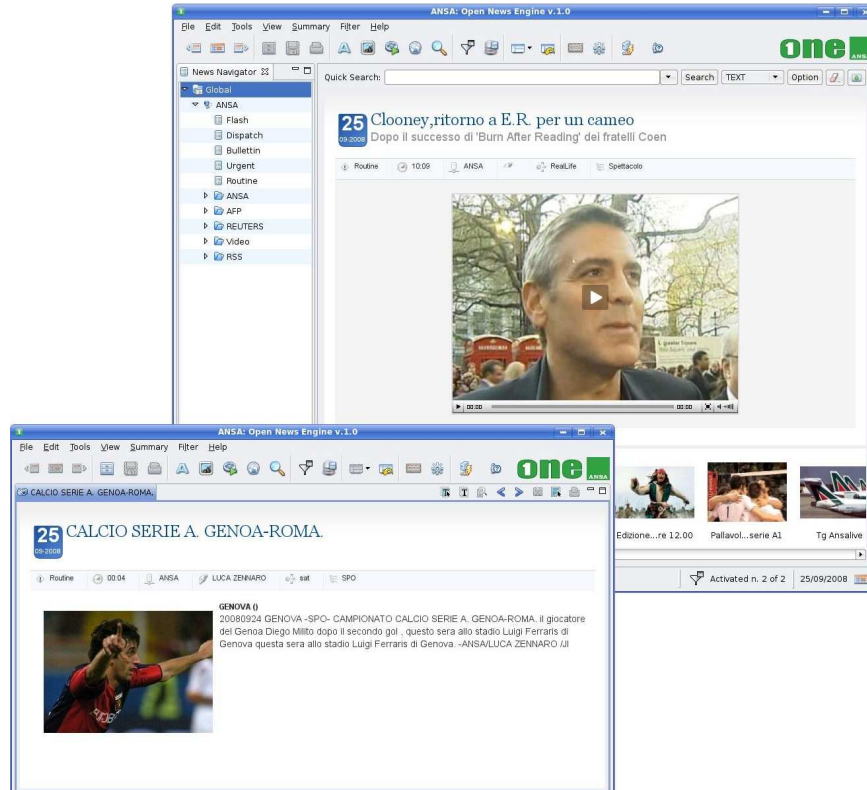 ANSA: Open News Engine v.1.0
File Edit Tools View Summary Filter Help
one
ANSA
News Navigator
Quick Search: Search TEXT Option
Global
ANSA
Flash
Dispatch
Bullettin
Urgent
Routine
ANSA
AFP
REUTERS
Video
RSS
25
09-2008
Clooney,ritorno a E.R. per un cameo
Dopo il successo di 'Burn After Reading' dei fratelli Coen
Routine 10:09 ANSA RealLife Spettacolo
00:00 00:00
Edizione...re 12.00 Pallavol...serie A1 Tg Ansalive
Activated n. 2 of 2 25/09/2008
ANSA: Open News Engine v.1.0
File Edit Tools View Summary Filter Help
one
ANSA
CALCIO SERIE A. GENOA-ROMA.
25
09-2008
CALCIO SERIE A. GENOA-ROMA.
Routine 00:04 ANSA LUCA ZENNARO sat SPO
GENOVA ()
20080924 GENOVA -SPO- CAMPIONATO CALCIO SERIE A. GENOA-ROMA. il giocatore
del Genoa Diego Milito dopo il secondo gol , questo sera allo stadio Luigi Ferraris di
Genova questa sera allo stadio Luigi Ferraris di Genova. -ANSA/LUCA ZENNARO /JI